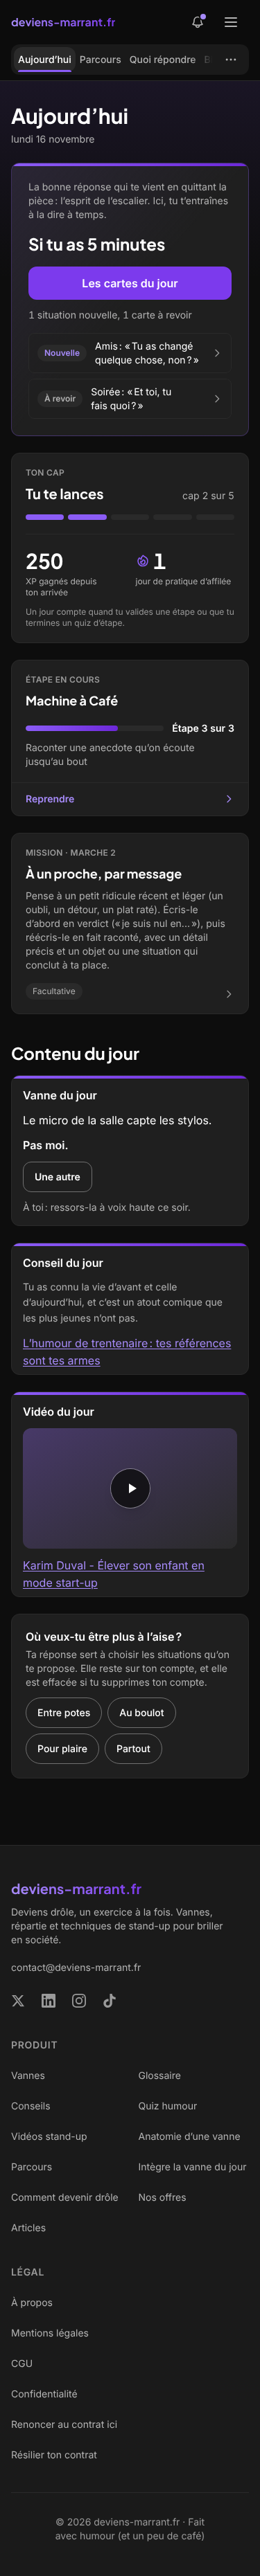 deviens-marrant.fr
Aujourd’hui
Parcours
Quoi répondre
Aujourd’hui
lundi 16 novembre
La bonne réponse qui te vient en quittant la
pièce : l’esprit de l’escalier. Ici, tu t’entraînes
à la dire à temps.
Si tu as 5 minutes
Les cartes du jour
1 situation nouvelle, 1 carte à revoir
Nouvelle
Amis : « Tu as changé
quelque chose, non ? »
À revoir
Soirée : « Et toi, tu
fais quoi ? »
TON CAP
Tu te lances
cap 2 sur 5
250
XP gagnés depuis
ton arrivée
1
jour de pratique d’affilée
Un jour compte quand tu valides une étape ou que tu
termines un quiz d’étape.
ÉTAPE EN COURS
Machine à Café
Étape 3 sur 3
Raconter une anecdote qu’on écoute
jusqu’au bout
Reprendre
MISSION · MARCHE 2
À un proche, par message
Pense à un petit ridicule récent et léger (un
oubli, un détour, un plat raté). Écris-le
d’abord en verdict (« je suis nul en… »), puis
réécris-le en fait raconté, avec un détail
précis et un objet ou un animal qui
conclut à ta place.
Facultative
Contenu du jour
Vanne du jour
Le micro de la salle capte les stylos.
Pas moi.
Une autre
À toi : ressors-la à voix haute ce soir.
Conseil du jour
Tu as connu la vie d’avant et celle
d’aujourd’hui, et c’est un atout comique que
les plus jeunes n’ont pas.
L’humour de trentenaire : tes références
sont tes armes
Vidéo du jour
Karim Duval - Élever son enfant en
mode start-up
Où veux-tu être plus à l’aise ?
Ta réponse sert à choisir les situations qu’on
te propose. Elle reste sur ton compte, et elle
est effacée si tu supprimes ton compte.
Entre potes
Au boulot
Pour plaire
Partout
deviens-marrant.fr
Deviens drôle, un exercice à la fois. Vannes,
répartie et techniques de stand-up pour briller
en société.
contact@deviens-marrant.fr
PRODUIT
Vannes
Glossaire
Conseils
Quiz humour
Vidéos stand-up
Anatomie d’une vanne
Parcours
Intègre la vanne du jour
Comment devenir drôle
Nos offres
Articles
LÉGAL
À propos
Mentions légales
CGU
Confidentialité
Renoncer au contrat ici
Résilier ton contrat
© 2026 deviens-marrant.fr · Fait
avec humour (et un peu de café)